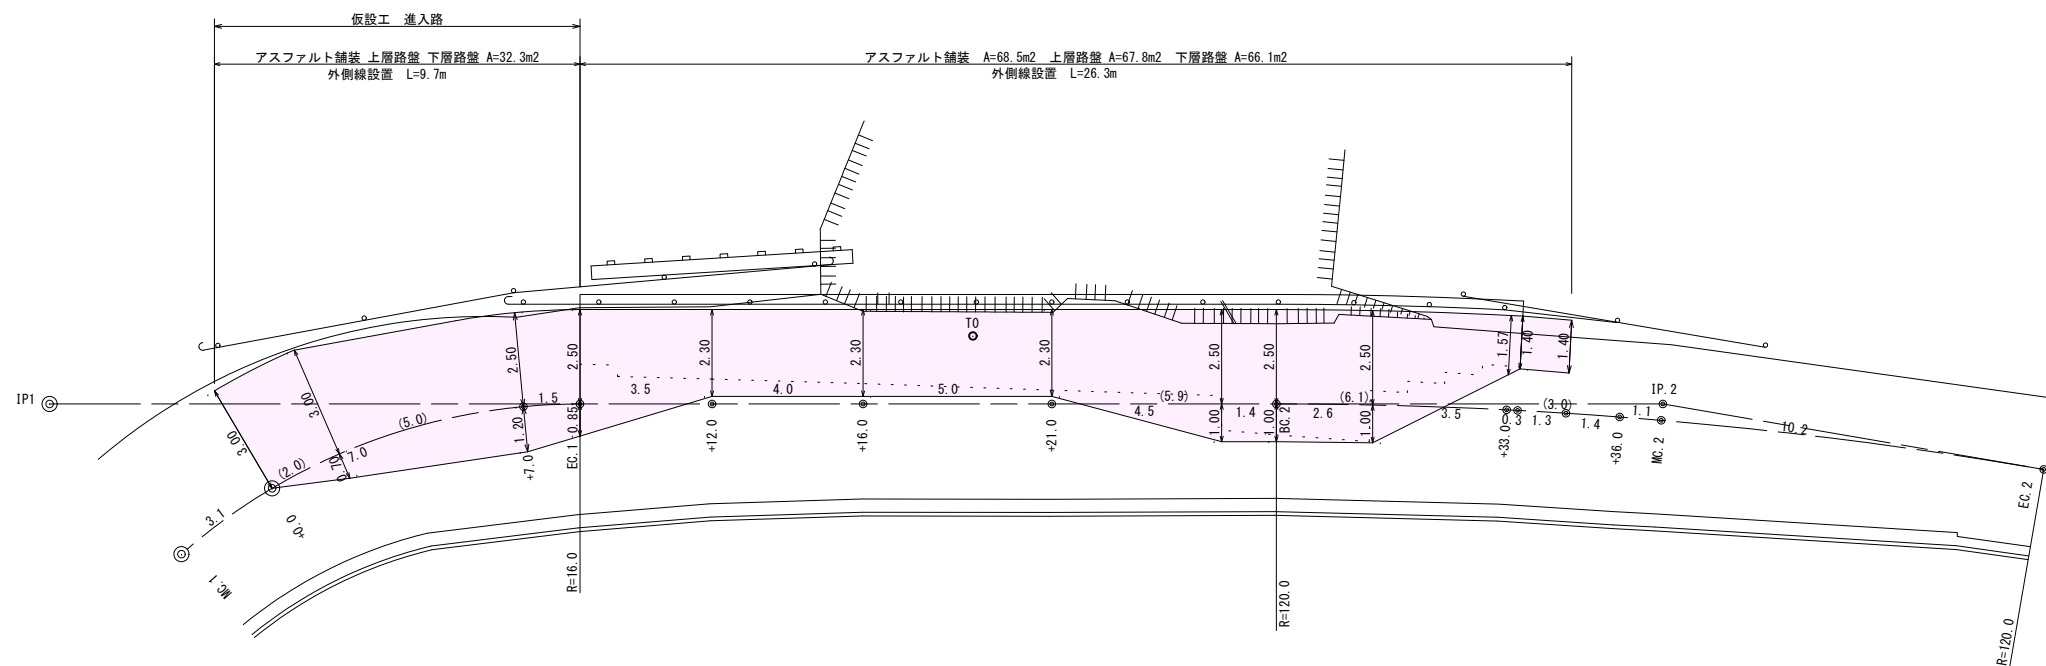 仮設工 進入路
アスファルト舗装 上層路盤 下層路盤 A=32.3m2
外側線設置 L=9.7m
アスファルト舗装 A=68.5m2 上層路盤 A=67.8m2 下層路盤 A=66.1m2
外側線設置 L=26.3m
TO
2.50
2.50
2.30
2.30
2.30
2.50
2.50
2.50
1.57
1.40
1.40
IP1
3.00
3.00
(5.0)
1.5
3.5
4.0
5.0
(5.9)
4.5
1.4
2.6
(6.1)
3.5
0.3
1.3
(3.0)
1.4
1.1
IP.2
10.2
(2.0)
0.70
7.0
1.20
0.85
1.00
1.00
1.00
+0.0
3.1
MC.1
+7.0
EC.1
+12.0
+16.0
+21.0
BC.2
+33.0
+36.0
MC.2
EC.2
R=16.0
R=120.0
R=120.0